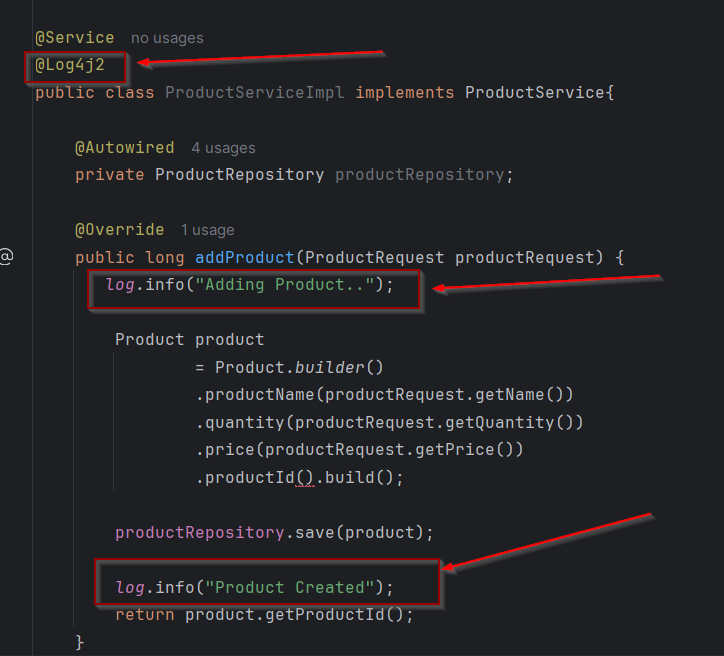 @Service no usages
@Log4j2
public class ProductServiceImpl implements ProductService{
@Autowired 4 usages
private ProductRepository productRepository;
@Override 1 usage
@
public long addProduct(ProductRequest productRequest) {
log.info("Adding Product..");
Product product
= Product.builder()
.productName(productRequest.getName())
.quantity(productRequest.getQuantity())
.price(productRequest.getPrice())
.productId().build();
productRepository.save(product);
log.info("Product Created");
return product.getProductId();
}